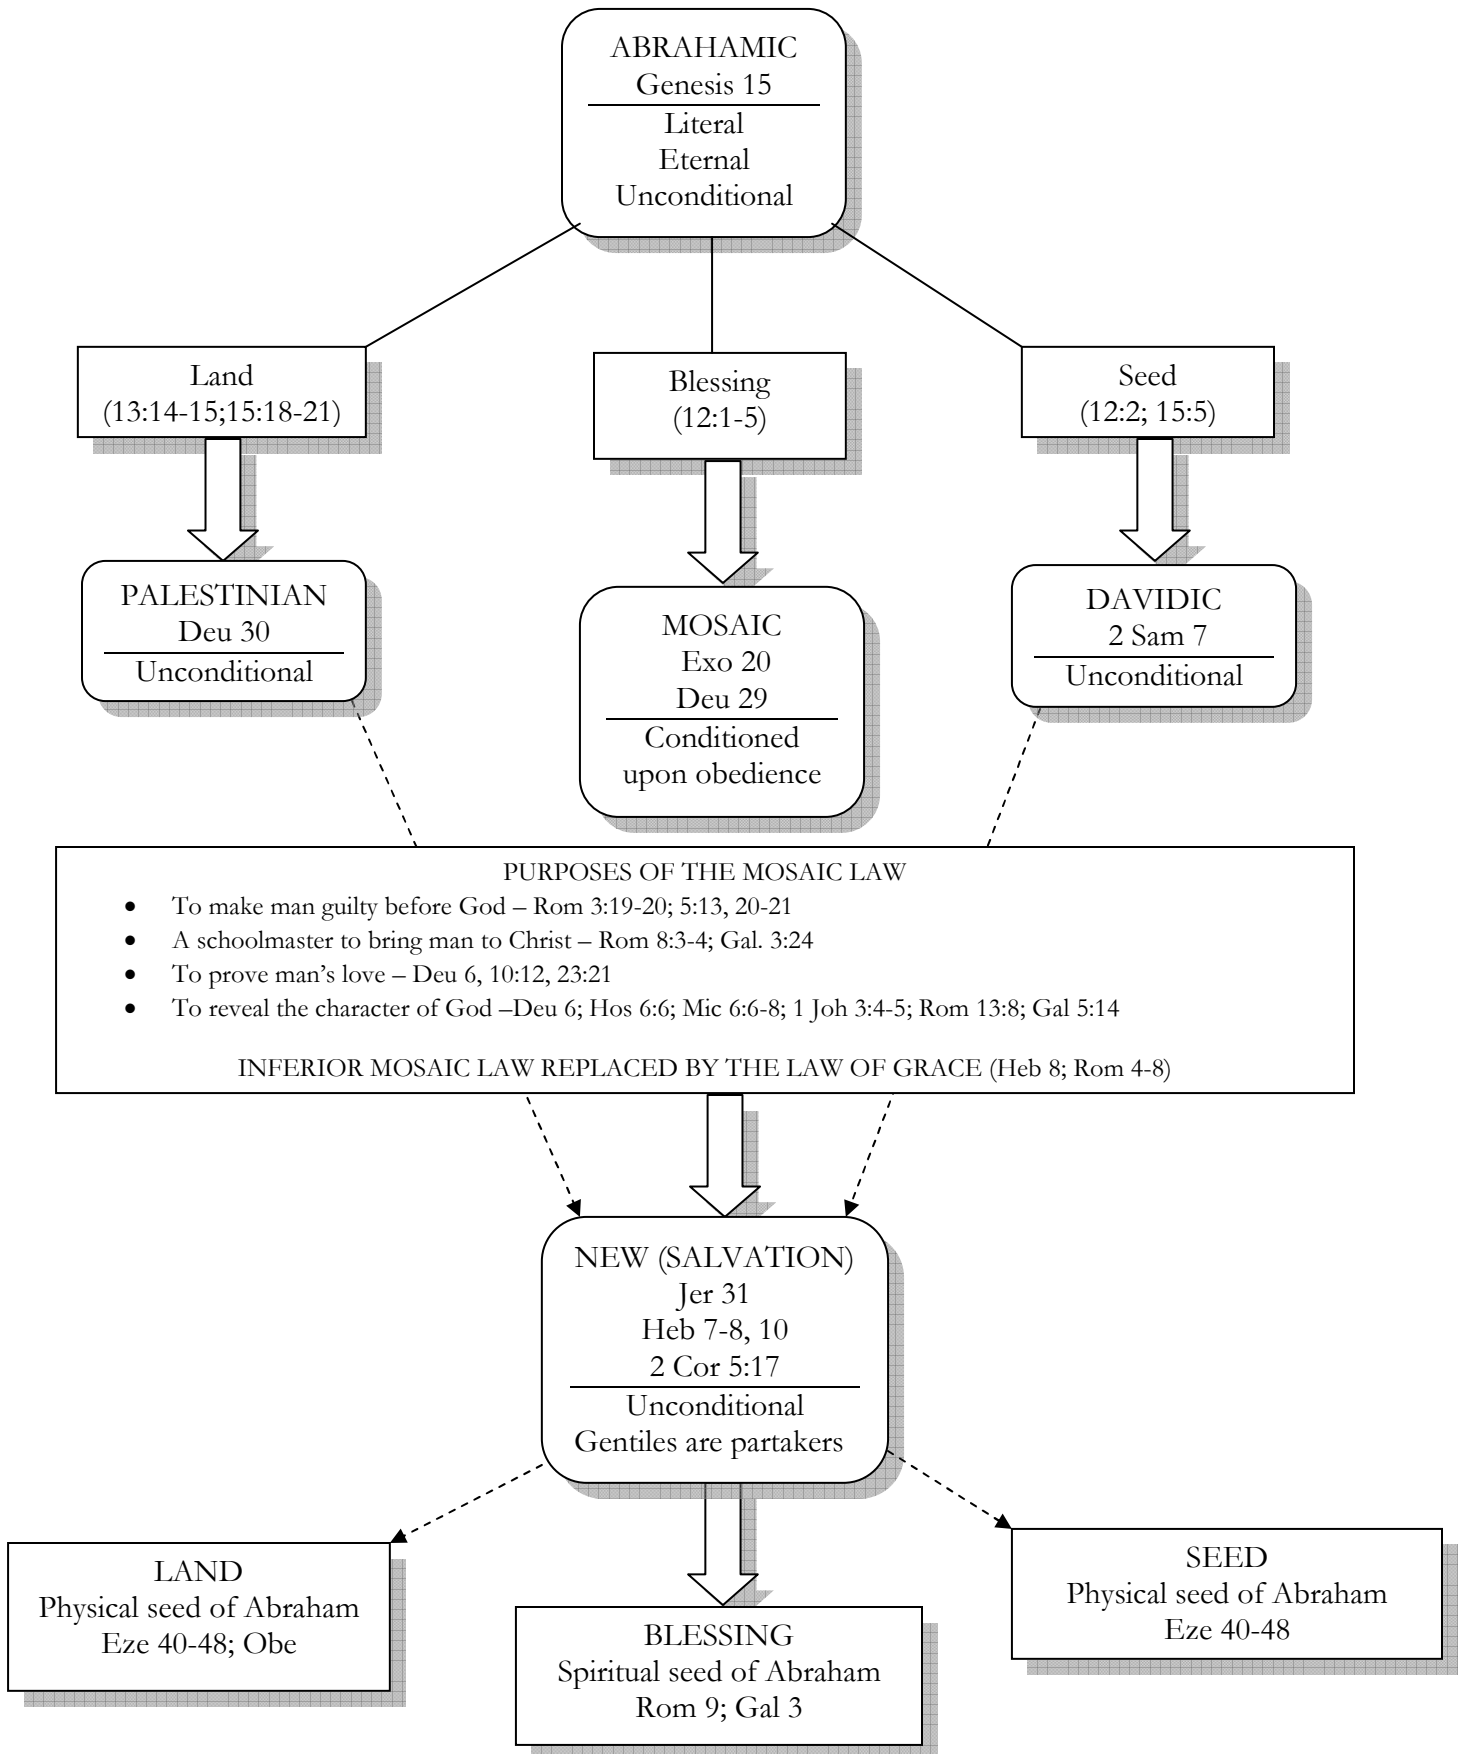 ABRAHAMIC
Genesis 15
Literal
Eternal
Unconditional
Land
(13:14-15;15:18-21)
Blessing
(12:1-5)
Seed
(12:2; 15:5)
PALESTINIAN
Deu 30
Unconditional
MOSAIC
Exo 20
Deu 29
Conditioned
upon obedience
DAVIDIC
2 Sam 7
Unconditional
PURPOSES OF THE MOSAIC LAW
• To make man guilty before God – Rom 3:19-20; 5:13, 20-21
• A schoolmaster to bring man to Christ – Rom 8:3-4; Gal. 3:24
• To prove man’s love – Deu 6, 10:12, 23:21
• To reveal the character of God –Deu 6; Hos 6:6; Mic 6:6-8; 1 Joh 3:4-5; Rom 13:8; Gal 5:14
INFERIOR MOSAIC LAW REPLACED BY THE LAW OF GRACE (Heb 8; Rom 4-8)
NEW (SALVATION)
Jer 31
Heb 7-8, 10
2 Cor 5:17
Unconditional
Gentiles are partakers
LAND
Physical seed of Abraham
Eze 40-48; Obe
BLESSING
Spiritual seed of Abraham
Rom 9; Gal 3
SEED
Physical seed of Abraham
Eze 40-48